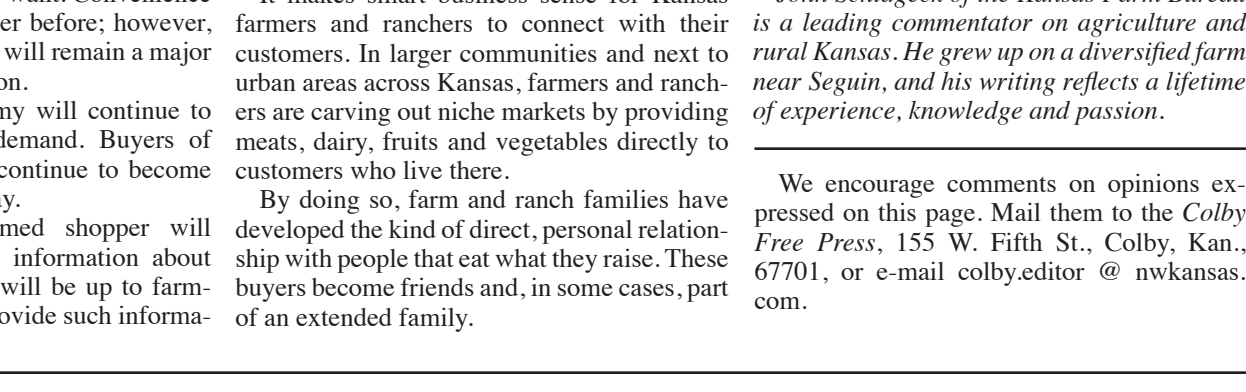 want. Convenience
er before; however,
will remain a major
on.
my will continue to
demand. Buyers of
continue to become
y.
med shopper will
information about
will be up to farm-
ovide such informa-
It makes smart business sense for Kansas
farmers and ranchers to connect with their
customers. In larger communities and next to
urban areas across Kansas, farmers and ranch-
ers are carving out niche markets by providing
meats, dairy, fruits and vegetables directly to
customers who live there.
By doing so, farm and ranch families have
developed the kind of direct, personal relation-
ship with people that eat what they raise. These
buyers become friends and, in some cases, part
of an extended family.
John Schlageck of the Kansas Farm Bureau
is a leading commentator on agriculture and
rural Kansas. He grew up on a diversified farm
near Seguin, and his writing reflects a lifetime
of experience, knowledge and passion.
We encourage comments on opinions ex-
pressed on this page. Mail them to the Colby
Free Press, 155 W. Fifth St., Colby, Kan.,
67701, or e-mail colby.editor @ nwkansas.
com.